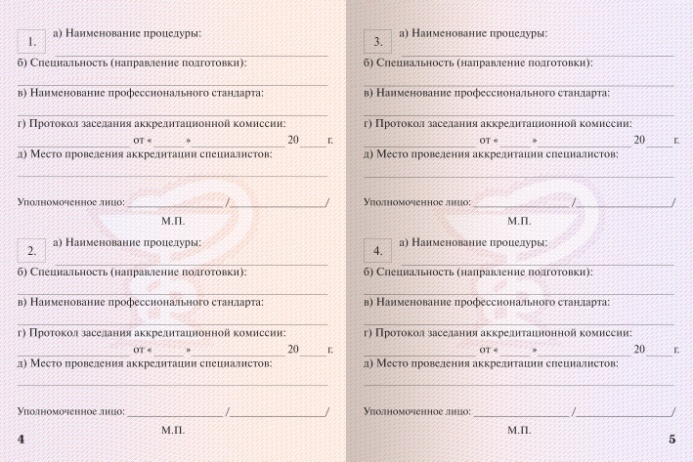 1. а) Наименование процедуры:
б) Специальность (направление подготовки):
в) Наименование профессионального стандарта:
г) Протокол заседания аккредитационной комиссии:
от « » 20 г.
д) Место проведения аккредитации специалистов:
Уполномоченное лицо: / /
М.П.
2. а) Наименование процедуры:
б) Специальность (направление подготовки):
в) Наименование профессионального стандарта:
г) Протокол заседания аккредитационной комиссии:
от « » 20 г.
д) Место проведения аккредитации специалистов:
Уполномоченное лицо: / /
М.П.
4
3. а) Наименование процедуры:
б) Специальность (направление подготовки):
в) Наименование профессионального стандарта:
г) Протокол заседания аккредитационной комиссии:
от « » 20 г.
д) Место проведения аккредитации специалистов:
Уполномоченное лицо: / /
М.П.
4. а) Наименование процедуры:
б) Специальность (направление подготовки):
в) Наименование профессионального стандарта:
г) Протокол заседания аккредитационной комиссии:
от « » 20 г.
д) Место проведения аккредитации специалистов:
Уполномоченное лицо: / /
М.П.
5